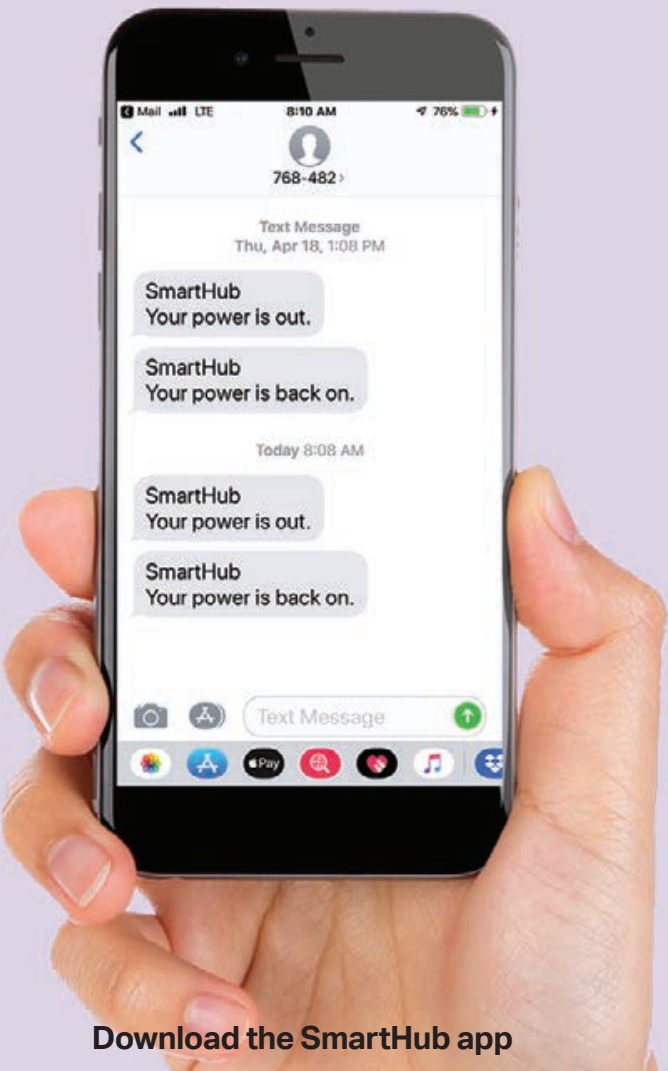 Mail LTE 8:10 AM 76%
768-482
Text Message
Thu, Apr 18, 1:08 PM
SmartHub
Your power is out.
SmartHub
Your power is back on.
Today 8:08 AM
SmartHub
Your power is out.
SmartHub
Your power is back on.
Text Message
Pay
Download the SmartHub app